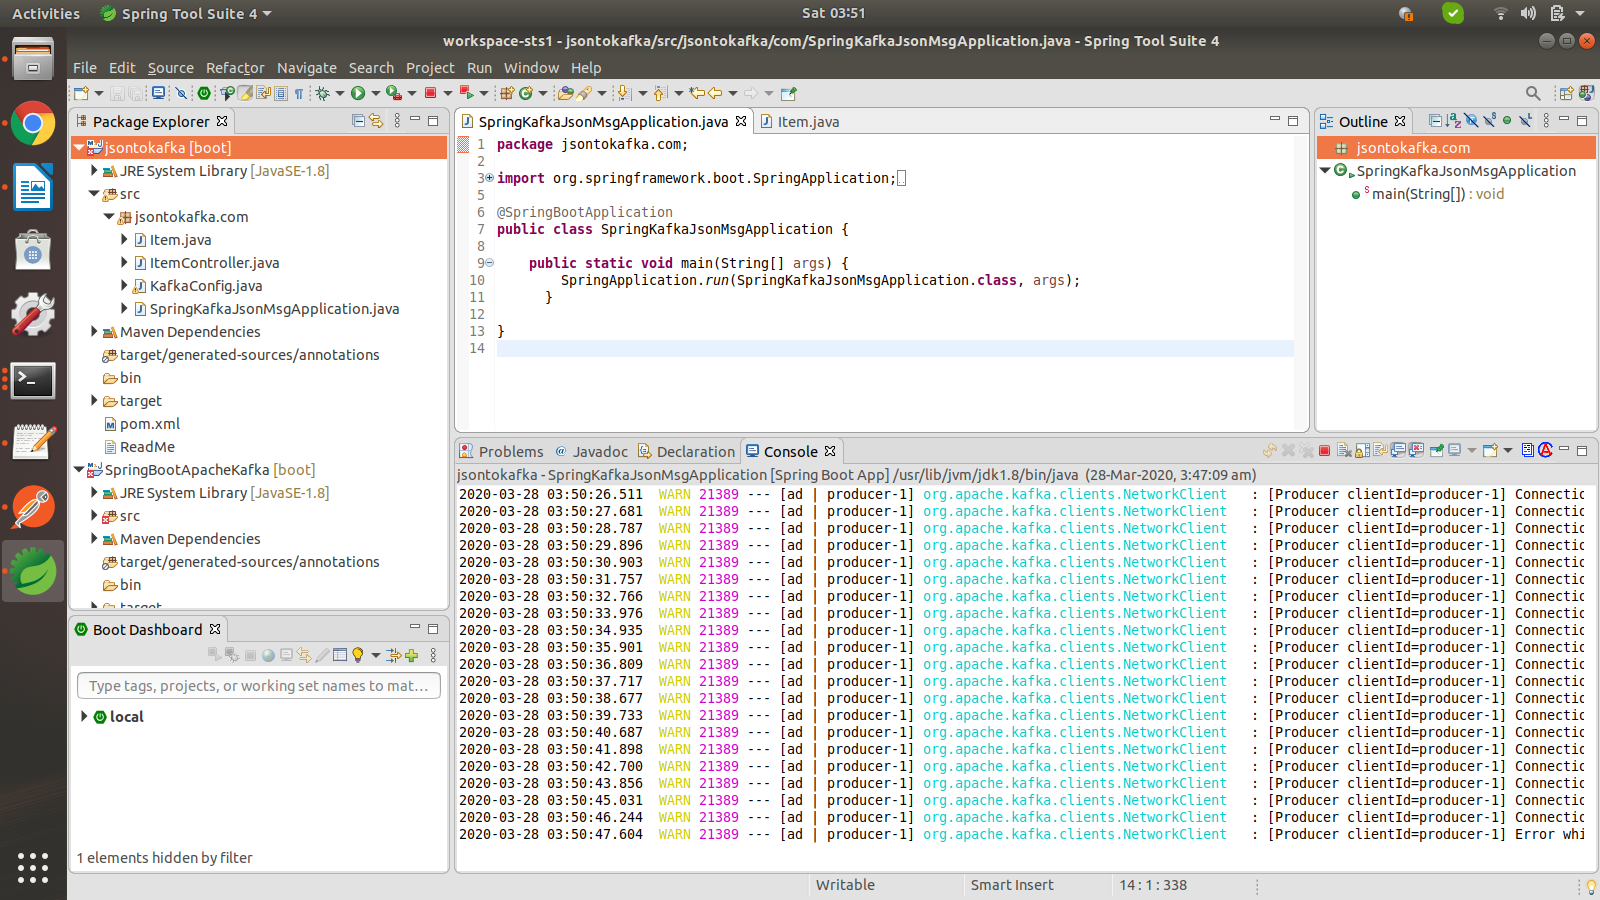 Activities Spring Tool Suite 4 Sat 03:51
workspace-sts1 - jsontokafka/src/jsontokafka/com/SpringKafkaJsonMsgApplication.java - Spring Tool Suite 4
File Edit Source Refactor Navigate Search Project Run Window Help
Package Explorer
jsontokafka [boot]
JRE System Library [JavaSE-1.8]
src
jsontokafka.com
Item.java
ItemController.java
KafkaConfig.java
SpringKafkaJsonMsgApplication.java
Maven Dependencies
target/generated-sources/annotations
bin
target
pom.xml
ReadMe
SpringBootApacheKafka [boot]
JRE System Library [JavaSE-1.8]
src
Maven Dependencies
target/generated-sources/annotations
bin
target
Boot Dashboard
Type tags, projects, or working set names to mat...
local
1 elements hidden by filter
SpringKafkaJsonMsgApplication.java Item.java
1 package jsontokafka.com;
2
3 import org.springframework.boot.SpringApplication;
5
6 @SpringBootApplication
7 public class SpringKafkaJsonMsgApplication {
8
9 public static void main(String[] args) {
10 SpringApplication.run(SpringKafkaJsonMsgApplication.class, args);
11 }
12
13 }
14
Outline
jsontokafka.com
SpringKafkaJsonMsgApplication
main(String[]) : void
Problems @ Javadoc Declaration Console
jsontokafka - SpringKafkaJsonMsgApplication [Spring Boot App] /usr/lib/jvm/jdk1.8/bin/java (28-Mar-2020, 3:47:09 am)
2020-03-28 03:50:26.511 WARN 21389 --- [ad | producer-1] org.apache.kafka.clients.NetworkClient : [Producer clientId=producer-1] Connectio
2020-03-28 03:50:27.681 WARN 21389 --- [ad | producer-1] org.apache.kafka.clients.NetworkClient : [Producer clientId=producer-1] Connectio
2020-03-28 03:50:28.787 WARN 21389 --- [ad | producer-1] org.apache.kafka.clients.NetworkClient : [Producer clientId=producer-1] Connectio
2020-03-28 03:50:29.896 WARN 21389 --- [ad | producer-1] org.apache.kafka.clients.NetworkClient : [Producer clientId=producer-1] Connectio
2020-03-28 03:50:30.903 WARN 21389 --- [ad | producer-1] org.apache.kafka.clients.NetworkClient : [Producer clientId=producer-1] Connectio
2020-03-28 03:50:31.757 WARN 21389 --- [ad | producer-1] org.apache.kafka.clients.NetworkClient : [Producer clientId=producer-1] Connectio
2020-03-28 03:50:32.766 WARN 21389 --- [ad | producer-1] org.apache.kafka.clients.NetworkClient : [Producer clientId=producer-1] Connectio
2020-03-28 03:50:33.976 WARN 21389 --- [ad | producer-1] org.apache.kafka.clients.NetworkClient : [Producer clientId=producer-1] Connectio
2020-03-28 03:50:34.935 WARN 21389 --- [ad | producer-1] org.apache.kafka.clients.NetworkClient : [Producer clientId=producer-1] Connectio
2020-03-28 03:50:35.901 WARN 21389 --- [ad | producer-1] org.apache.kafka.clients.NetworkClient : [Producer clientId=producer-1] Connectio
2020-03-28 03:50:36.809 WARN 21389 --- [ad | producer-1] org.apache.kafka.clients.NetworkClient : [Producer clientId=producer-1] Connectio
2020-03-28 03:50:37.717 WARN 21389 --- [ad | producer-1] org.apache.kafka.clients.NetworkClient : [Producer clientId=producer-1] Connectio
2020-03-28 03:50:38.677 WARN 21389 --- [ad | producer-1] org.apache.kafka.clients.NetworkClient : [Producer clientId=producer-1] Connectio
2020-03-28 03:50:39.733 WARN 21389 --- [ad | producer-1] org.apache.kafka.clients.NetworkClient : [Producer clientId=producer-1] Connectio
2020-03-28 03:50:40.687 WARN 21389 --- [ad | producer-1] org.apache.kafka.clients.NetworkClient : [Producer clientId=producer-1] Connectio
2020-03-28 03:50:41.898 WARN 21389 --- [ad | producer-1] org.apache.kafka.clients.NetworkClient : [Producer clientId=producer-1] Connectio
2020-03-28 03:50:42.700 WARN 21389 --- [ad | producer-1] org.apache.kafka.clients.NetworkClient : [Producer clientId=producer-1] Connectio
2020-03-28 03:50:43.856 WARN 21389 --- [ad | producer-1] org.apache.kafka.clients.NetworkClient : [Producer clientId=producer-1] Connectio
2020-03-28 03:50:45.031 WARN 21389 --- [ad | producer-1] org.apache.kafka.clients.NetworkClient : [Producer clientId=producer-1] Connectio
2020-03-28 03:50:46.244 WARN 21389 --- [ad | producer-1] org.apache.kafka.clients.NetworkClient : [Producer clientId=producer-1] Connectio
2020-03-28 03:50:47.604 WARN 21389 --- [ad | producer-1] org.apache.kafka.clients.NetworkClient : [Producer clientId=producer-1] Error whi
Writable Smart Insert 14 : 1 : 338